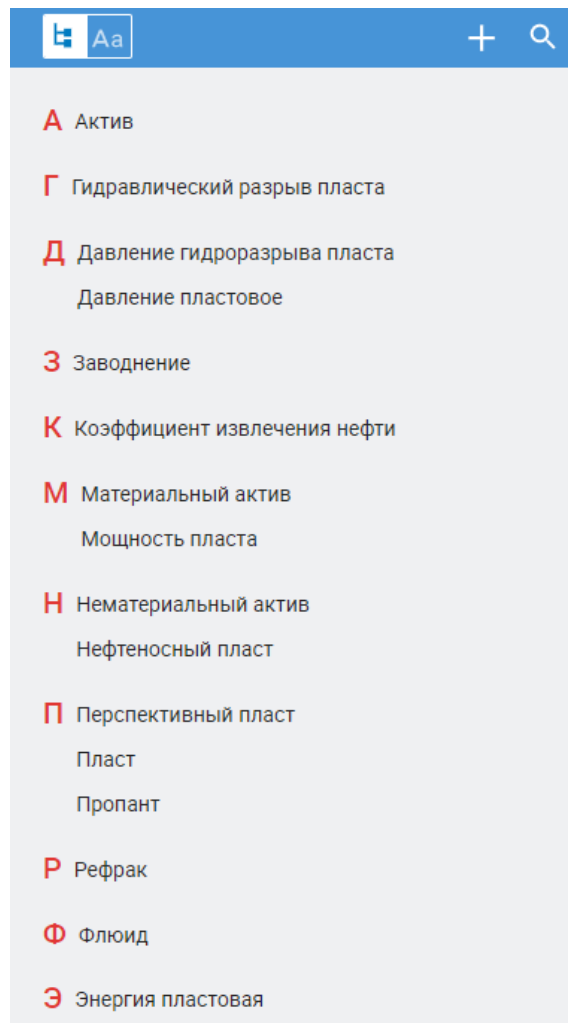 Aa
А Актив
Г Гидравлический разрыв пласта
Д Давление гидроразрыва пласта
Давление пластовое
З Заводнение
К Коэффициент извлечения нефти
М Материальный актив
Мощность пласта
Н Нематериальный актив
Нефтеносный пласт
П Перспективный пласт
Пласт
Пропант
Р Рефрак
Ф Флюид
Э Энергия пластовая